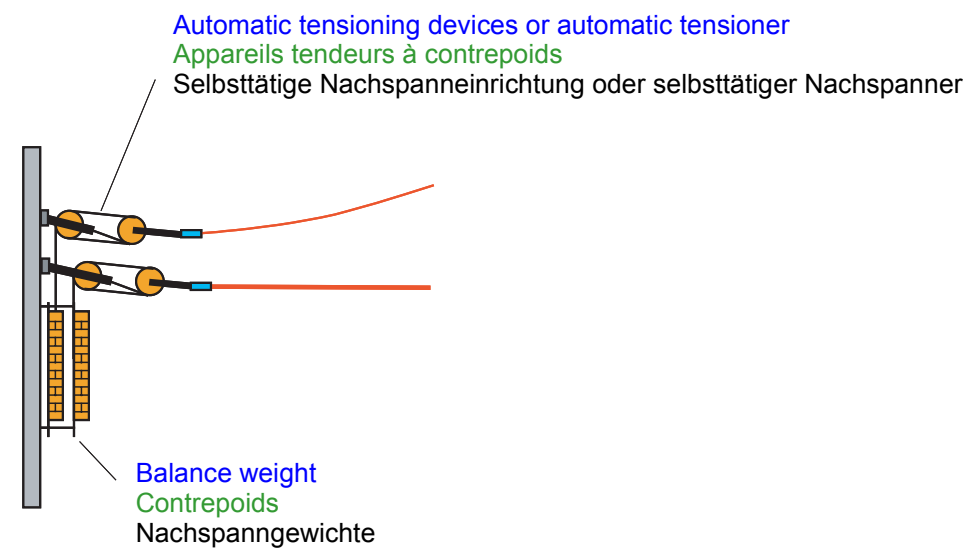 Automatic tensioning devices or automatic tensioner
Appareils tendeurs à contrepoids
Selbsttätige Nachspanneinrichtung oder selbsttätiger Nachspanner
Balance weight
Contrepoids
Nachspanngewichte